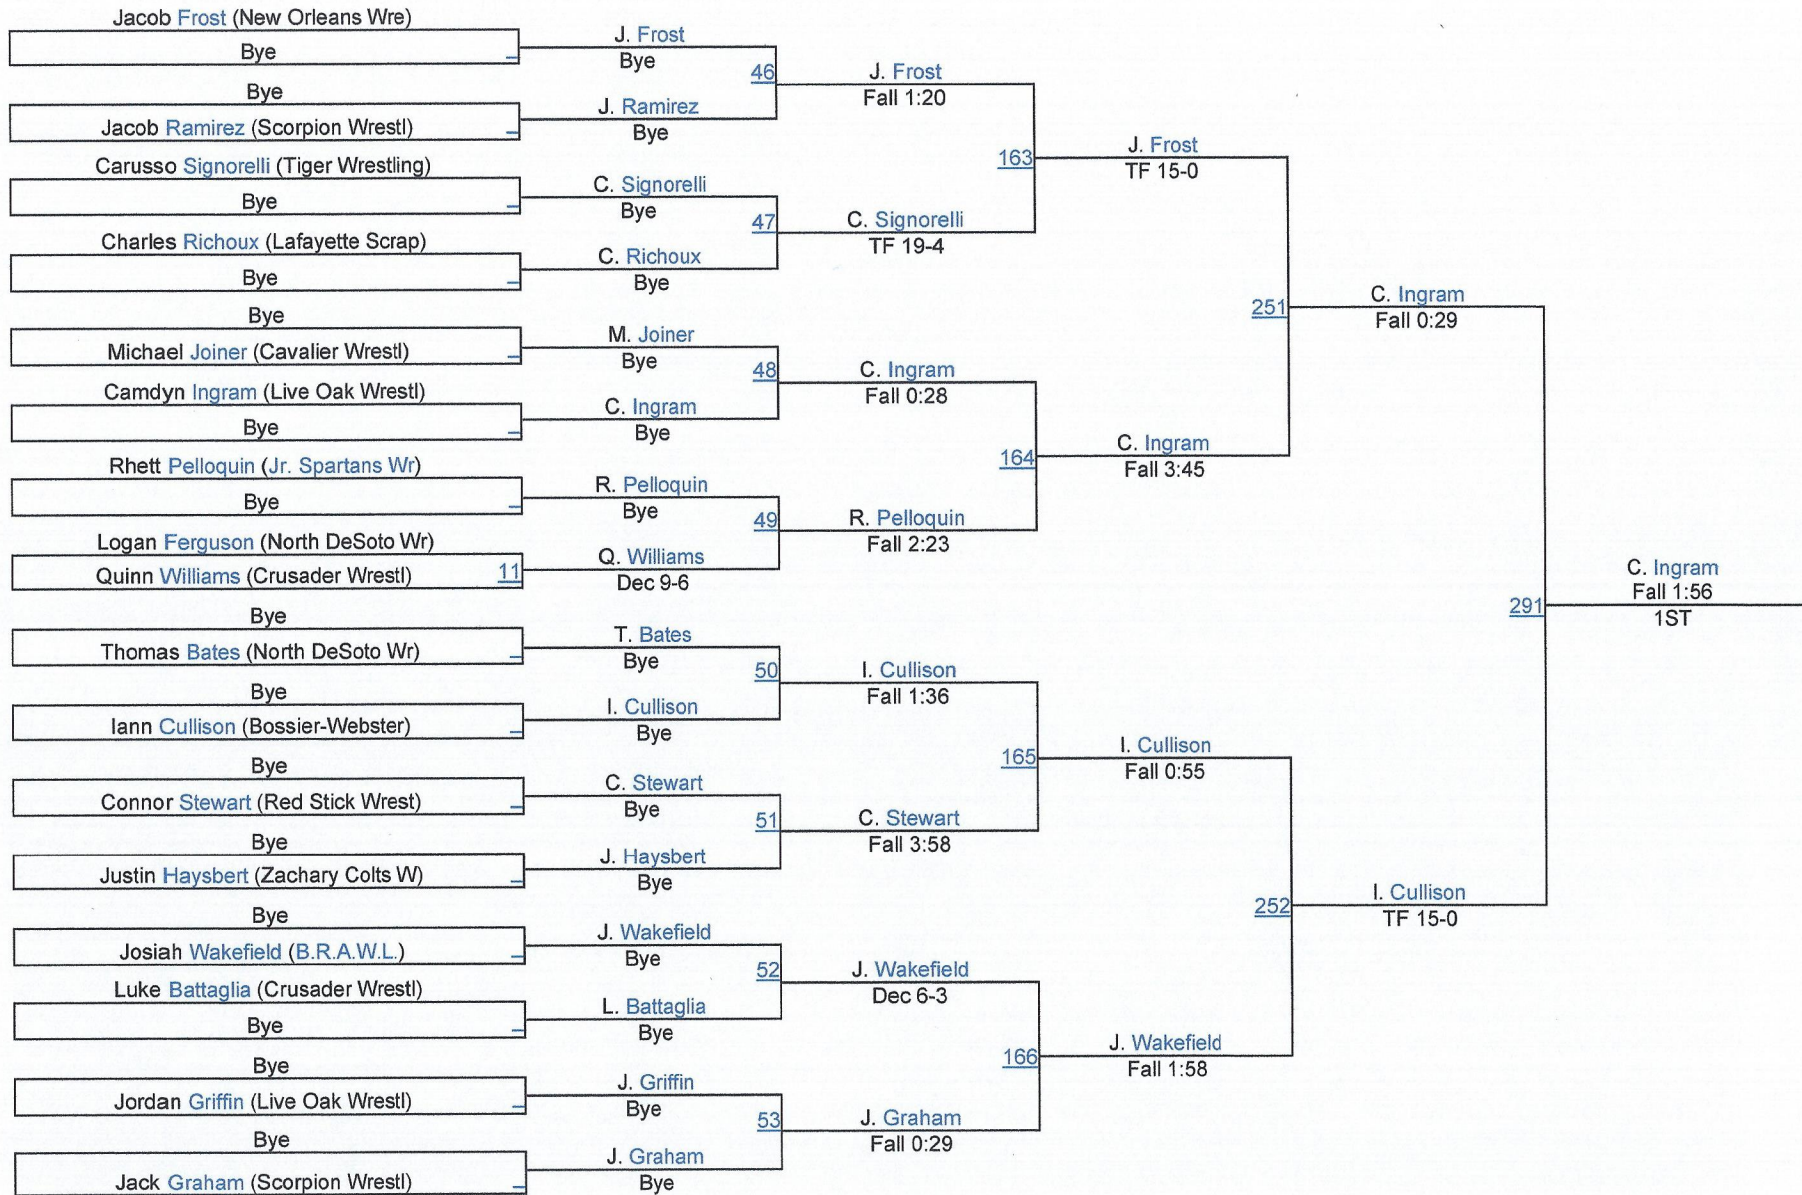 Jacob Frost (New Orleans Wre)
Bye
Bye
Jacob Ramirez (Scorpion Wrestl)
Carusso Signorelli (Tiger Wrestling)
Bye
Charles Richoux (Lafayette Scrap)
Bye
Bye
Michael Joiner (Cavalier Wrestl)
Camdyn Ingram (Live Oak Wrestl)
Bye
Rhett Pelloquin (Jr. Spartans Wr)
Bye
Logan Ferguson (North DeSoto Wr)
Quinn Williams (Crusader Wrestl)
11
Bye
Thomas Bates (North DeSoto Wr)
Bye
Iann Cullison (Bossier-Webster)
Bye
Connor Stewart (Red Stick Wrest)
Bye
Justin Haysbert (Zachary Colts W)
Bye
Josiah Wakefield (B.R.A.W.L.)
Luke Battaglia (Crusader Wrestl)
Bye
Bye
Jordan Griffin (Live Oak Wrestl)
Bye
Jack Graham (Scorpion Wrestl)
J. Frost
Bye
46
J. Ramirez
Bye
C. Signorelli
Bye
47
C. Richoux
Bye
M. Joiner
Bye
48
C. Ingram
Bye
R. Pelloquin
Bye
49
Q. Williams
Dec 9-6
T. Bates
Bye
50
I. Cullison
Bye
C. Stewart
Bye
51
J. Haysbert
Bye
J. Wakefield
Bye
52
L. Battaglia
Bye
J. Griffin
Bye
53
J. Graham
Bye
J. Frost
Fall 1:20
163
C. Signorelli
TF 19-4
C. Ingram
Fall 0:28
164
R. Pelloquin
Fall 2:23
I. Cullison
Fall 1:36
165
C. Stewart
Fall 3:58
J. Wakefield
Dec 6-3
166
J. Graham
Fall 0:29
J. Frost
TF 15-0
251
C. Ingram
Fall 3:45
I. Cullison
Fall 0:55
252
J. Wakefield
Fall 1:58
C. Ingram
Fall 0:29
291
I. Cullison
TF 15-0
C. Ingram
Fall 1:56
1ST